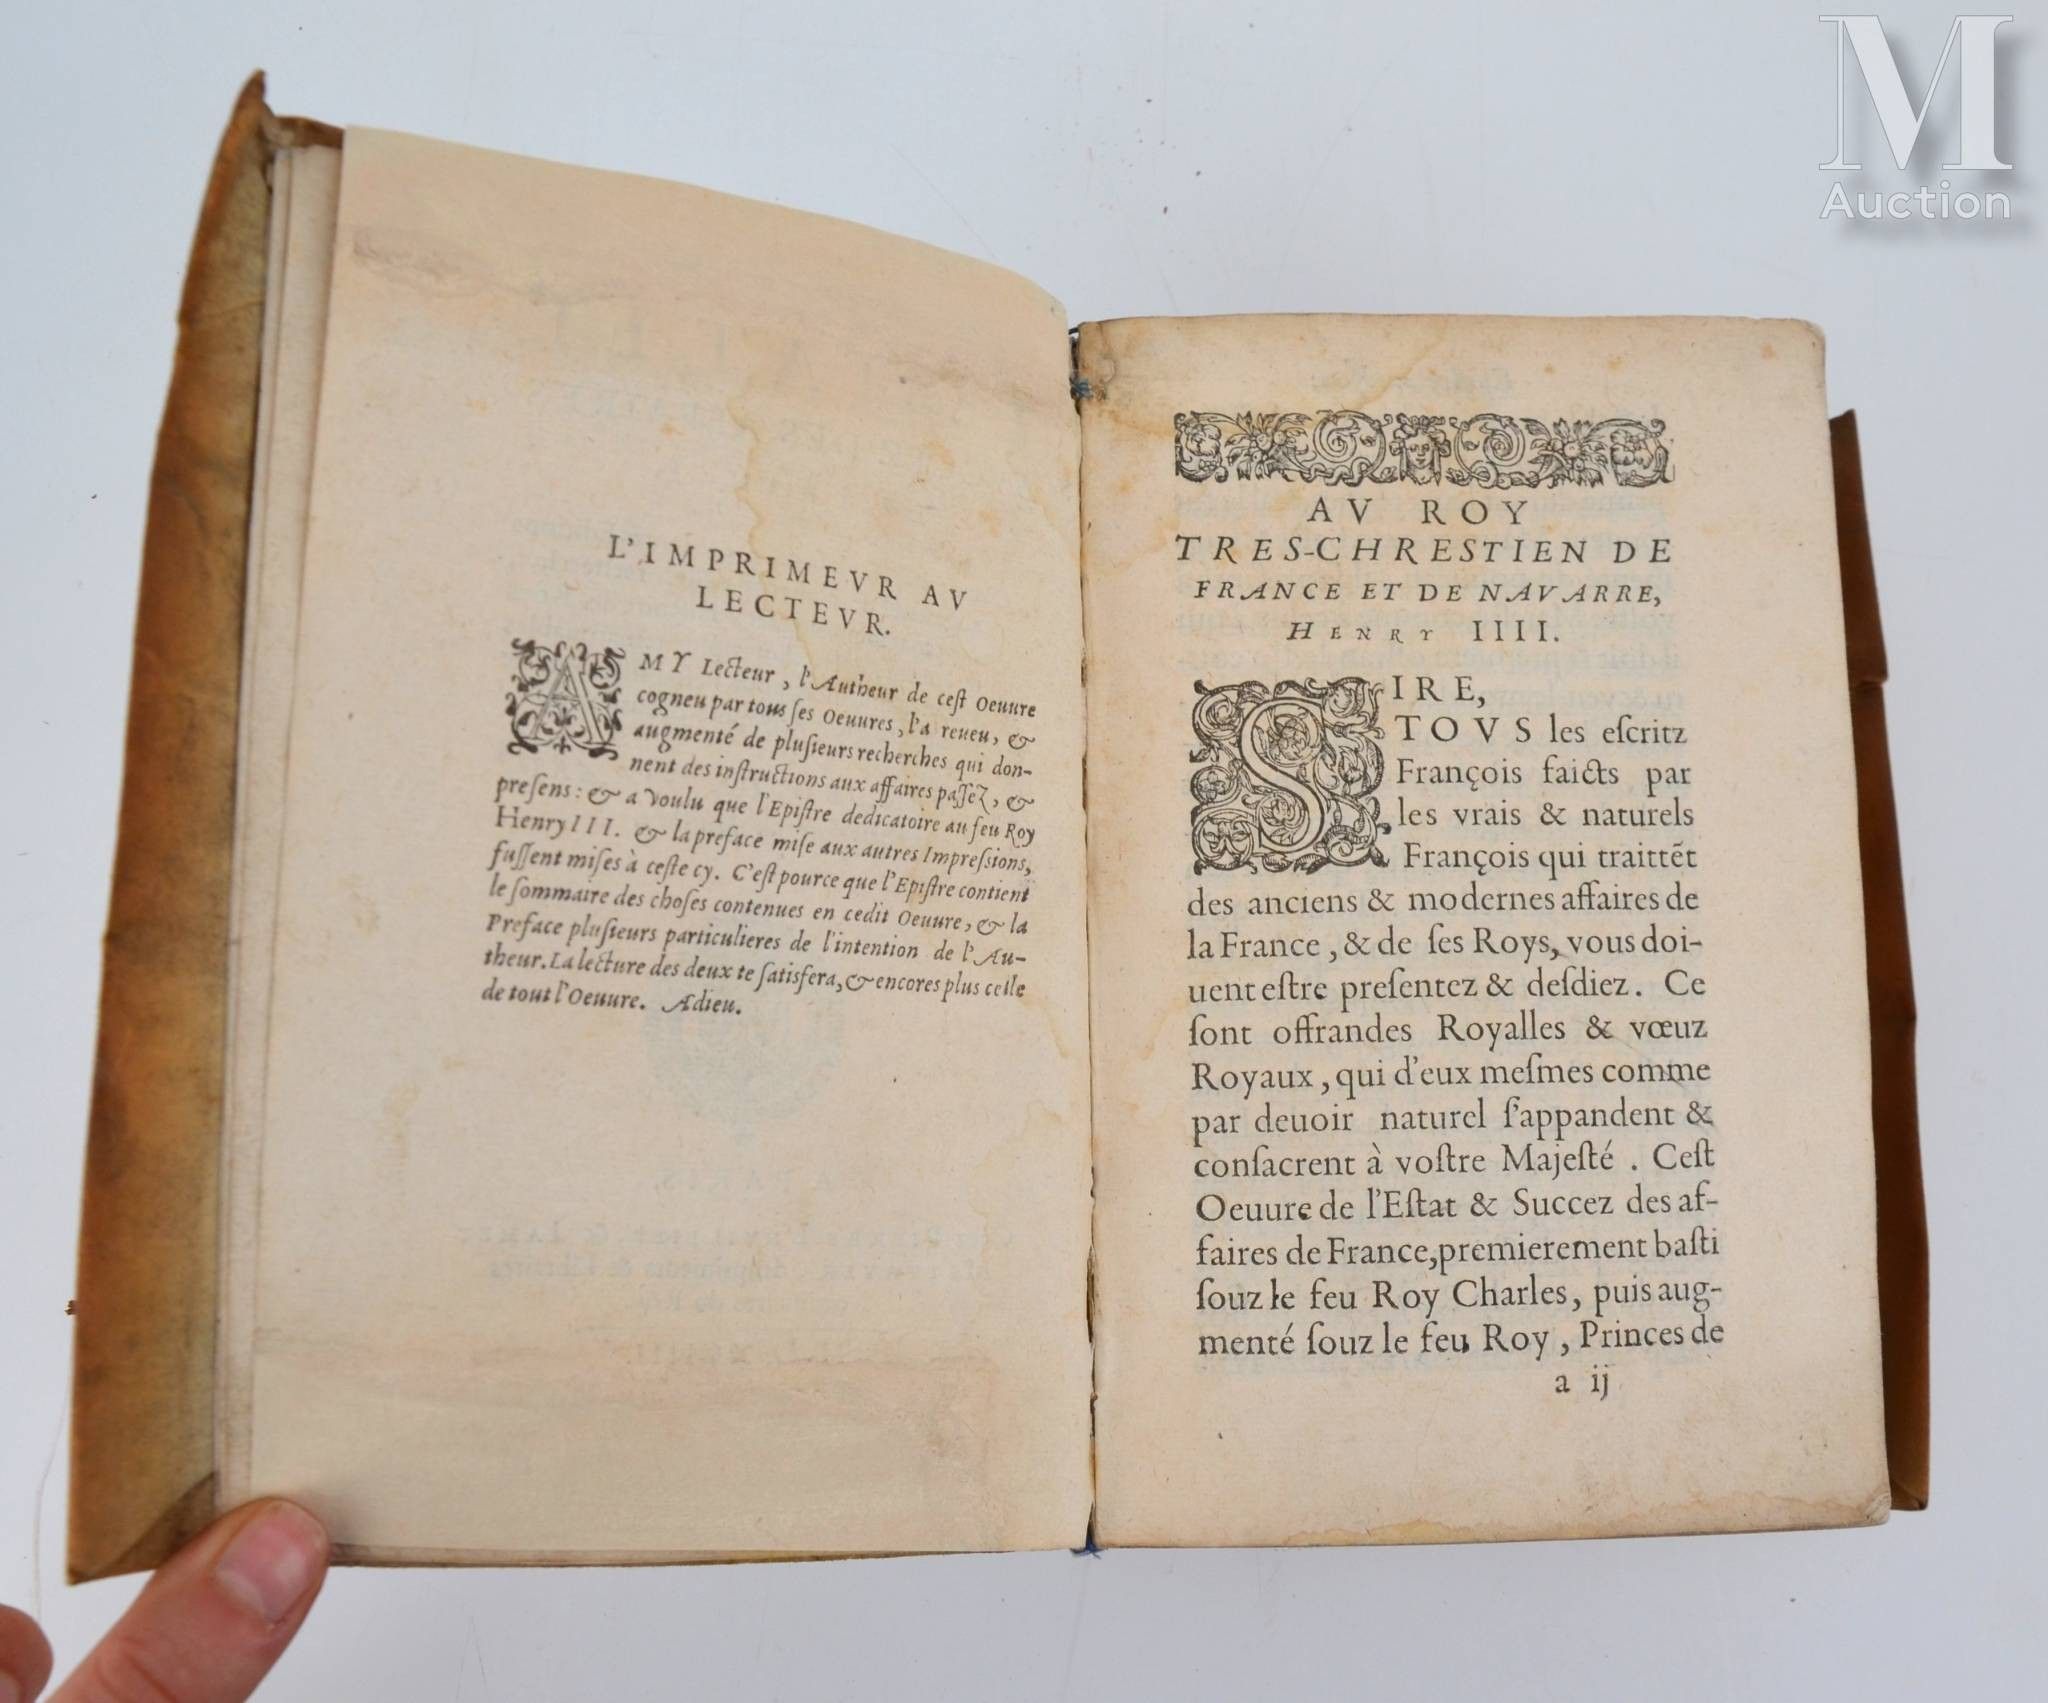 M
Auction
L'IMPRIMEVR AV
LECTEVR.
AMY Lecteur, l'Autheur de ceſt Oeuure
cogneu par tous ſes Oeuures, l'a reueu, &
augmenté de pluſieurs recherches qui don-
nent des inſtructions aux affaires paſſez, &
preſens: & a voulu que l'Epiſtre dedicatoire au feu Roy
Henry III. & la preface miſe aux autres Impreſsions,
fuſſent miſes à ceſte cy. C'eſt pource que l'Epiſtre contient
le ſommaire des choſes contenues en cedit Oeuure, & la
Preface pluſieurs particulieres de l'intention de l'Au-
theur. La lecture des deux te ſatisfera, & encores plus celle
de tout l'Oeuure. Adieu.
AV ROY
TRES-CHRESTIEN DE
FRANCE ET DE NAVARRE,
HENRY IIII.
SIRE,
TOVS les eſcritz
François faicts par
les vrais & naturels
François qui traittẽt
des anciens & modernes affaires de
la France, & de ſes Roys, vous doi-
uent eſtre preſentez & deſdiez. Ce
ſont offrandes Royalles & vœuz
Royaux, qui d'eux meſmes comme
par deuoir naturel ſ'appandent &
conſacrent à voſtre Majeſté. Ceſt
Oeuure de l'Eſtat & Succez des af-
faires de France, premierement baſti
ſouz le feu Roy Charles, puis aug-
menté ſouz le feu Roy, Princes de
a ij